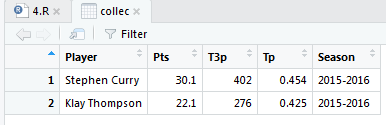 4.R
collec
Filter
Player Pts T3p Tp Season
1 Stephen Curry 30.1 402 0.454 2015-2016
2 Klay Thompson 22.1 276 0.425 2015-2016